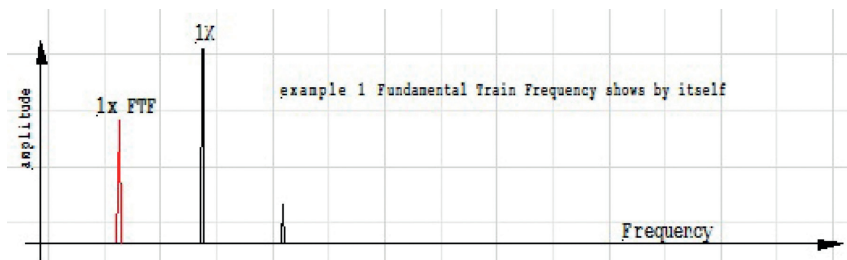 1X
example 1 Fundamental Train Frequency shows by itself
1x FTF
amplitude
Frequency